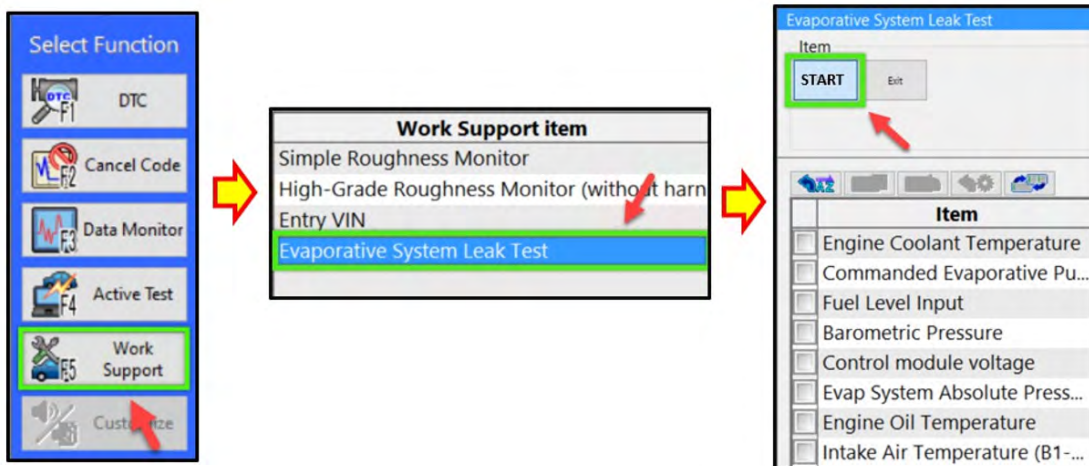 Select Function
DTC
F1
DTC
Cancel Code
F2
Data Monitor
F3
Active Test
F4
Work
Support
F5
Work Support item
Simple Roughness Monitor
High-Grade Roughness Monitor (without harn
Entry VIN
Evaporative System Leak Test
Evaporative System Leak Test
Item
START
Exit
Item
Engine Coolant Temperature
Commanded Evaporative Pu...
Fuel Level Input
Barometric Pressure
Control module voltage
Evap System Absolute Press...
Engine Oil Temperature
Intake Air Temperature (B1-...